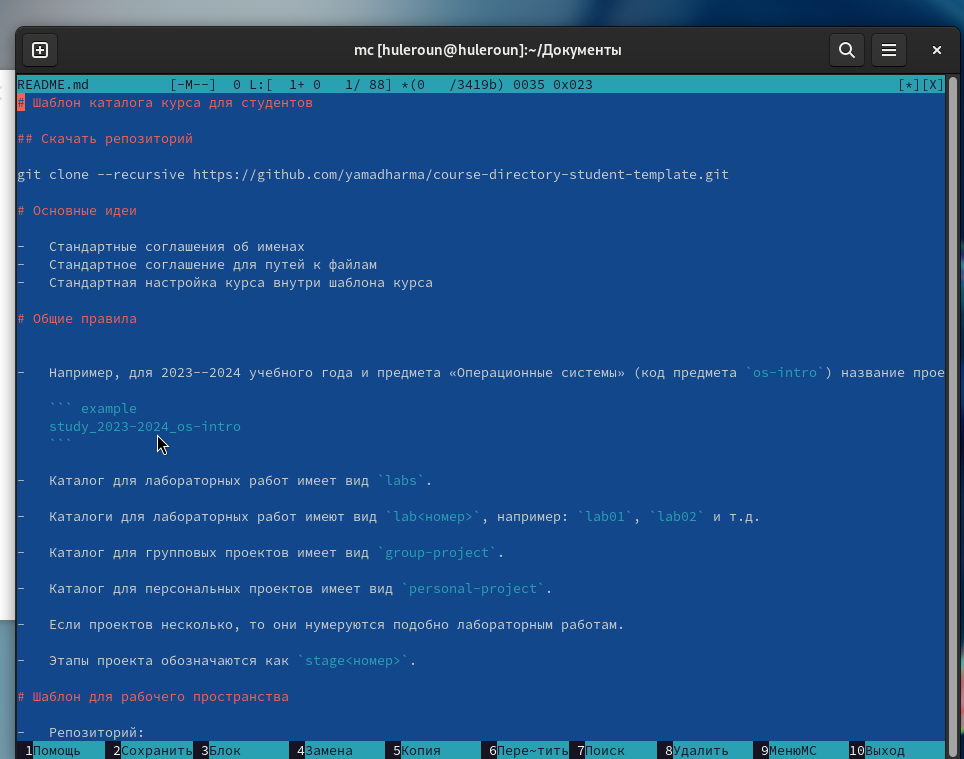 mc [huleroun@huleroun]:~/Документы
README.md [-M--] 0 L:[ 1+ 0 1/ 88] *(0 /3419b) 0035 0x023 [*][X]
# Шаблон каталога курса для студентов
## Скачать репозиторий
git clone --recursive https://github.com/yamadharma/course-directory-student-template.git
# Основные идеи
- Стандартные соглашения об именах
- Стандартное соглашение для путей к файлам
- Стандартная настройка курса внутри шаблона курса
# Общие правила
- Например, для 2023--2024 учебного года и предмета «Операционные системы» (код предмета `os-intro`) название прое
``` example
study_2023-2024_os-intro
```
- Каталог для лабораторных работ имеет вид `labs`.
- Каталоги для лабораторных работ имеют вид `lab<номер>`, например: `lab01`, `lab02` и т.д.
- Каталог для групповых проектов имеет вид `group-project`.
- Каталог для персональных проектов имеет вид `personal-project`.
- Если проектов несколько, то они нумеруются подобно лабораторным работам.
- Этапы проекта обозначаются как `stage<номер>`.
# Шаблон для рабочего пространства
- Репозиторий:
1Помощь 2Сохранить 3Блок 4Замена 5Копия 6Пере~тить 7Поиск 8Удалить 9МенюMC 10Выход